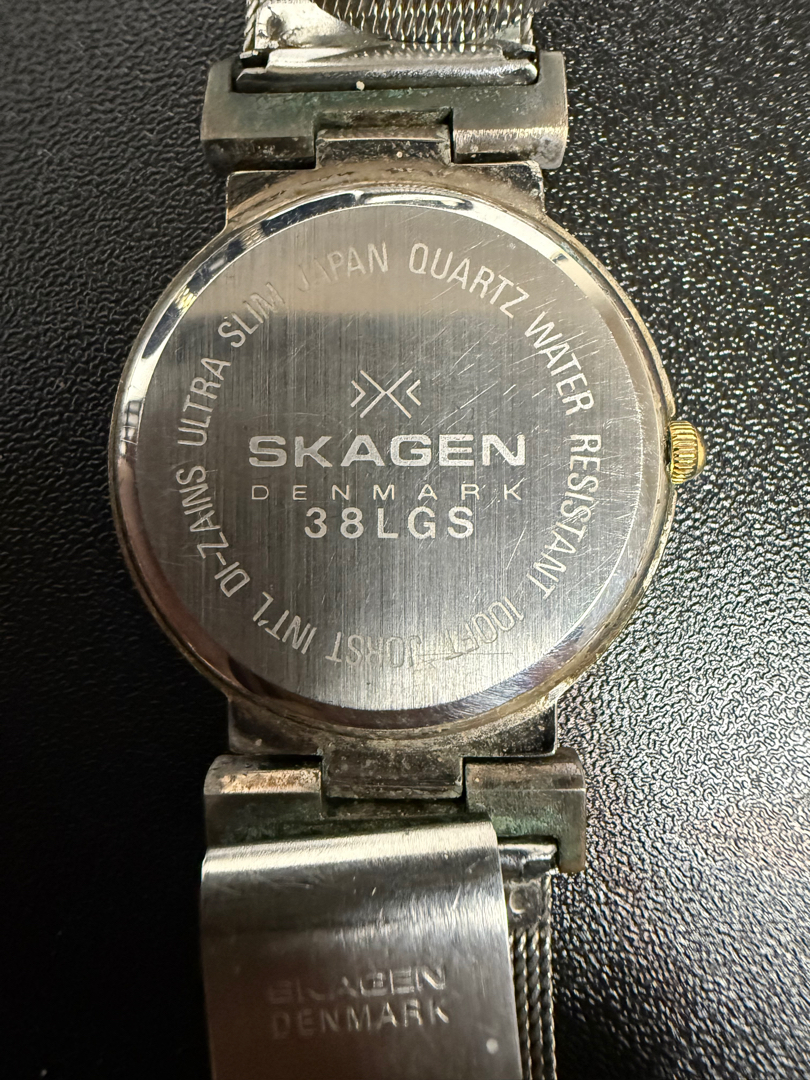 JAPAN QUARTZ WATER RESISTANT 100FT JORST INT'L DI-ZAINS ULTRA SLIM
SKAGEN
DENMARK
38LGS
SKAGEN
DENMARK